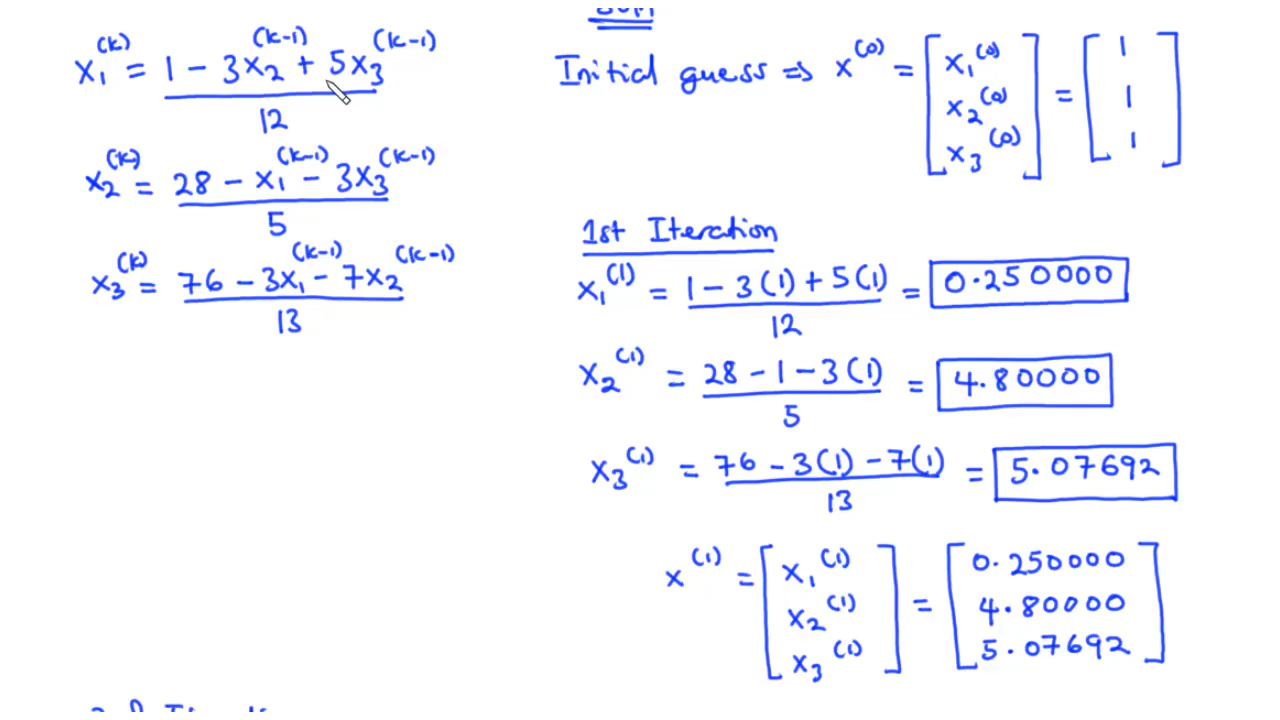 x₁^(k) = (1 - 3x₂^(k-1) + 5x₃^(k-1)) / 12
x₂^(k) = (28 - x₁^(k-1) - 3x₃^(k-1)) / 5
x₃^(k) = (76 - 3x₁^(k-1) - 7x₂^(k-1)) / 13
Initial guess ⇒ x^(0) = [x₁^(0) x₂^(0) x₃^(0)] = [1 1 1]
1st Iteration
x₁^(1) = (1 - 3(1) + 5(1)) / 12 = 0.250000
x₂^(1) = (28 - 1 - 3(1)) / 5 = 4.80000
x₃^(1) = (76 - 3(1) - 7(1)) / 13 = 5.07692
x^(1) = [x₁^(1) x₂^(1) x₃^(1)] = [0.250000 4.80000 5.07692]